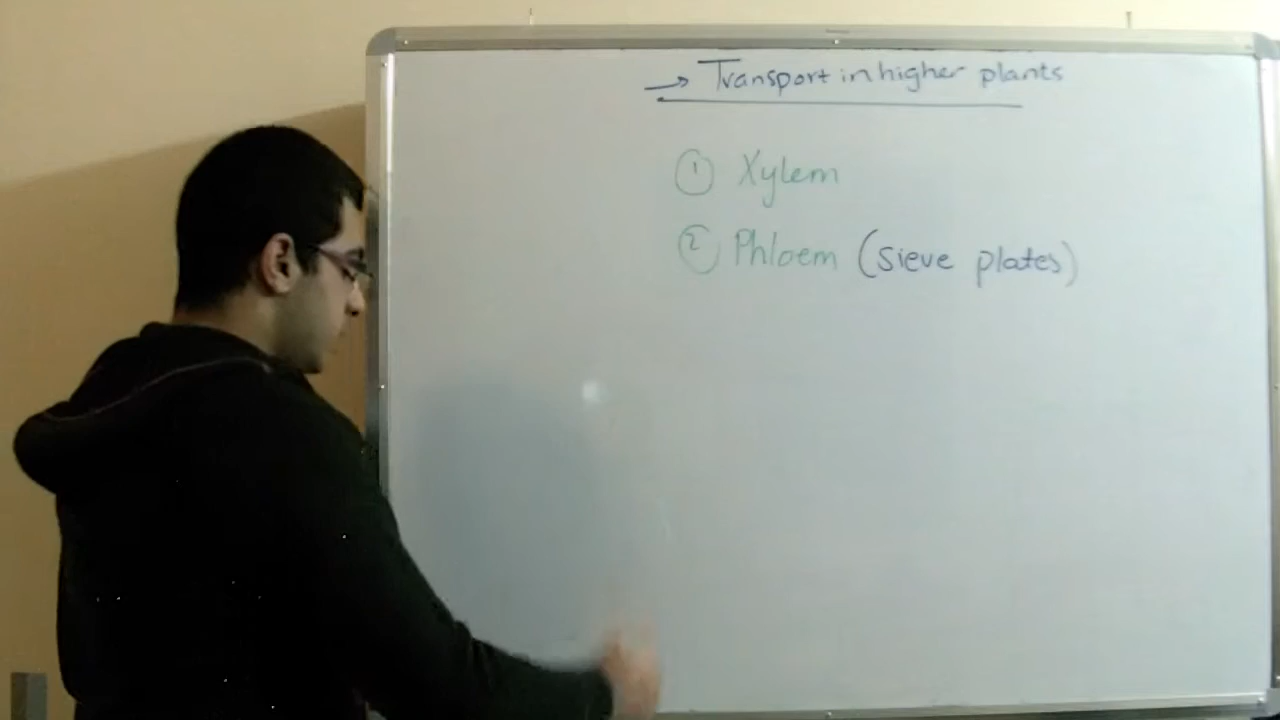 → Transport in higher plants
① Xylem
② Phloem (sieve plates)